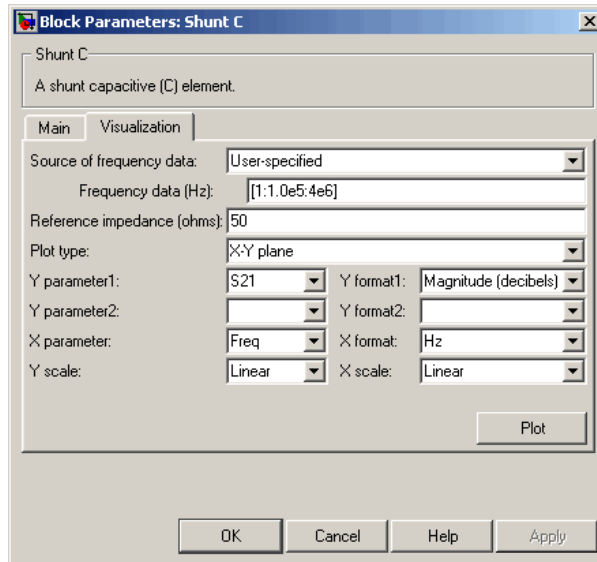 Block Parameters: Shunt C
Shunt C
A shunt capacitive (C) element.
Main Visualization
Source of frequency data: User-specified
Frequency data (Hz): [1:1.0e5:4e6]
Reference impedance (ohms): 50
Plot type: X-Y plane
Y parameter1: S21 Y format1: Magnitude (decibels)
Y parameter2: Y format2:
X parameter: Freq X format: Hz
Y scale: Linear X scale: Linear
Plot
OK Cancel Help Apply